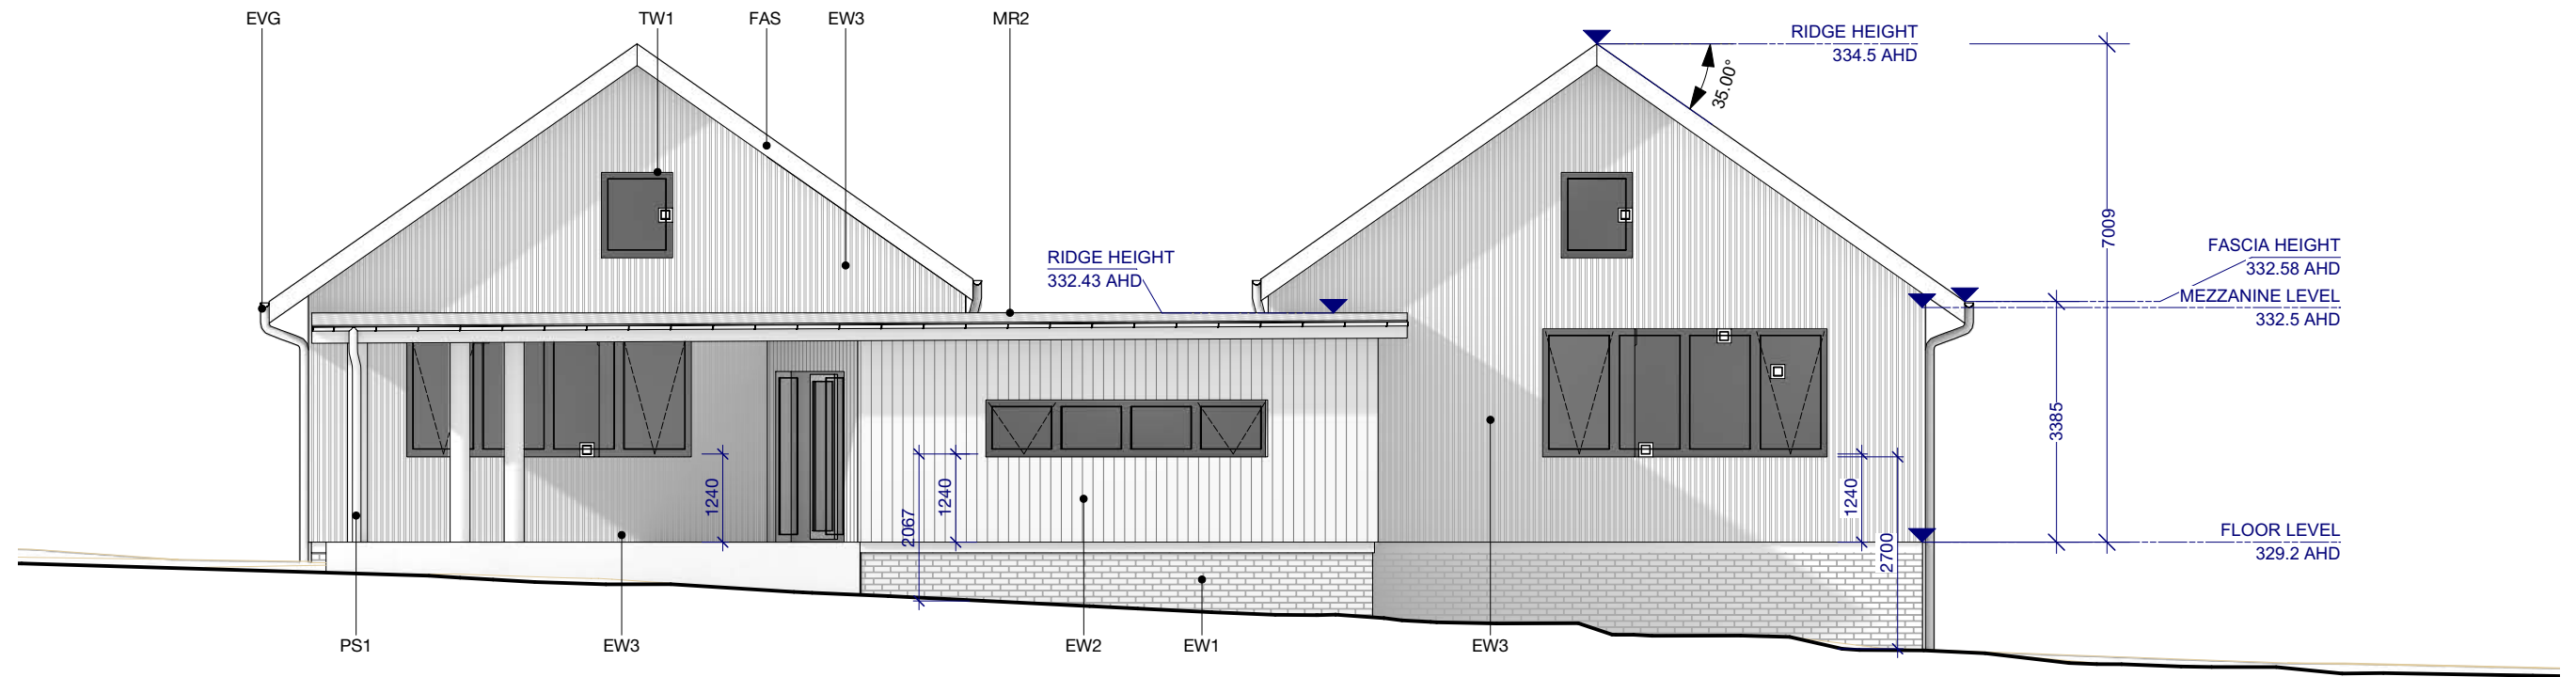 EVG
TW1
FAS
EW3
MR2
RIDGE HEIGHT
334.5 AHD
35.00°
7009
RIDGE HEIGHT
332.43 AHD
FASCIA HEIGHT
332.58 AHD
MEZZANINE LEVEL
332.5 AHD
3385
1240
2067
1240
1240
2700
FLOOR LEVEL
329.2 AHD
PS1
EW3
EW2
EW1
EW3